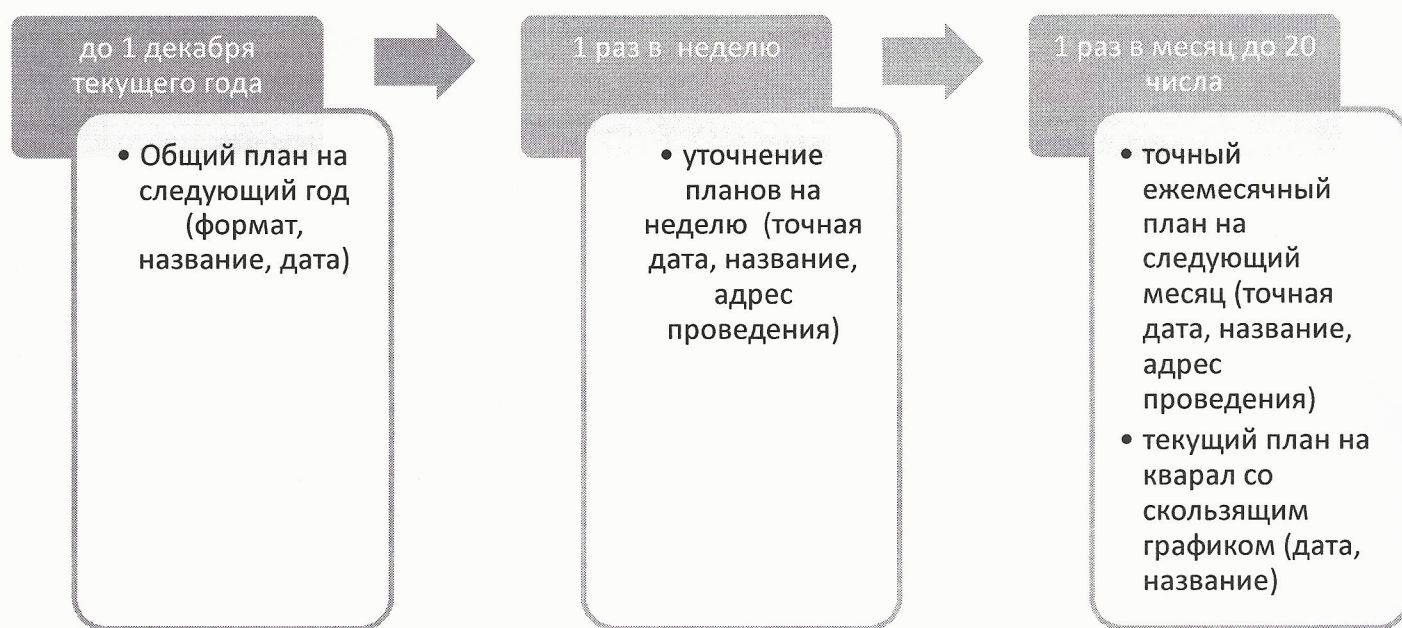 до 1 декабря
текущего года
• Общий план на
следующий год
(формат,
название, дата)
1 раз в неделю
• уточнение
планов на
неделю (точная
дата, название,
адрес
проведения)
1 раз в месяц до 20
числа
• точный
ежемесячный
план на
следующий
месяц (точная
дата, название,
адрес
проведения)
• текущий план на
кварал со
скользящим
графиком (дата,
название)